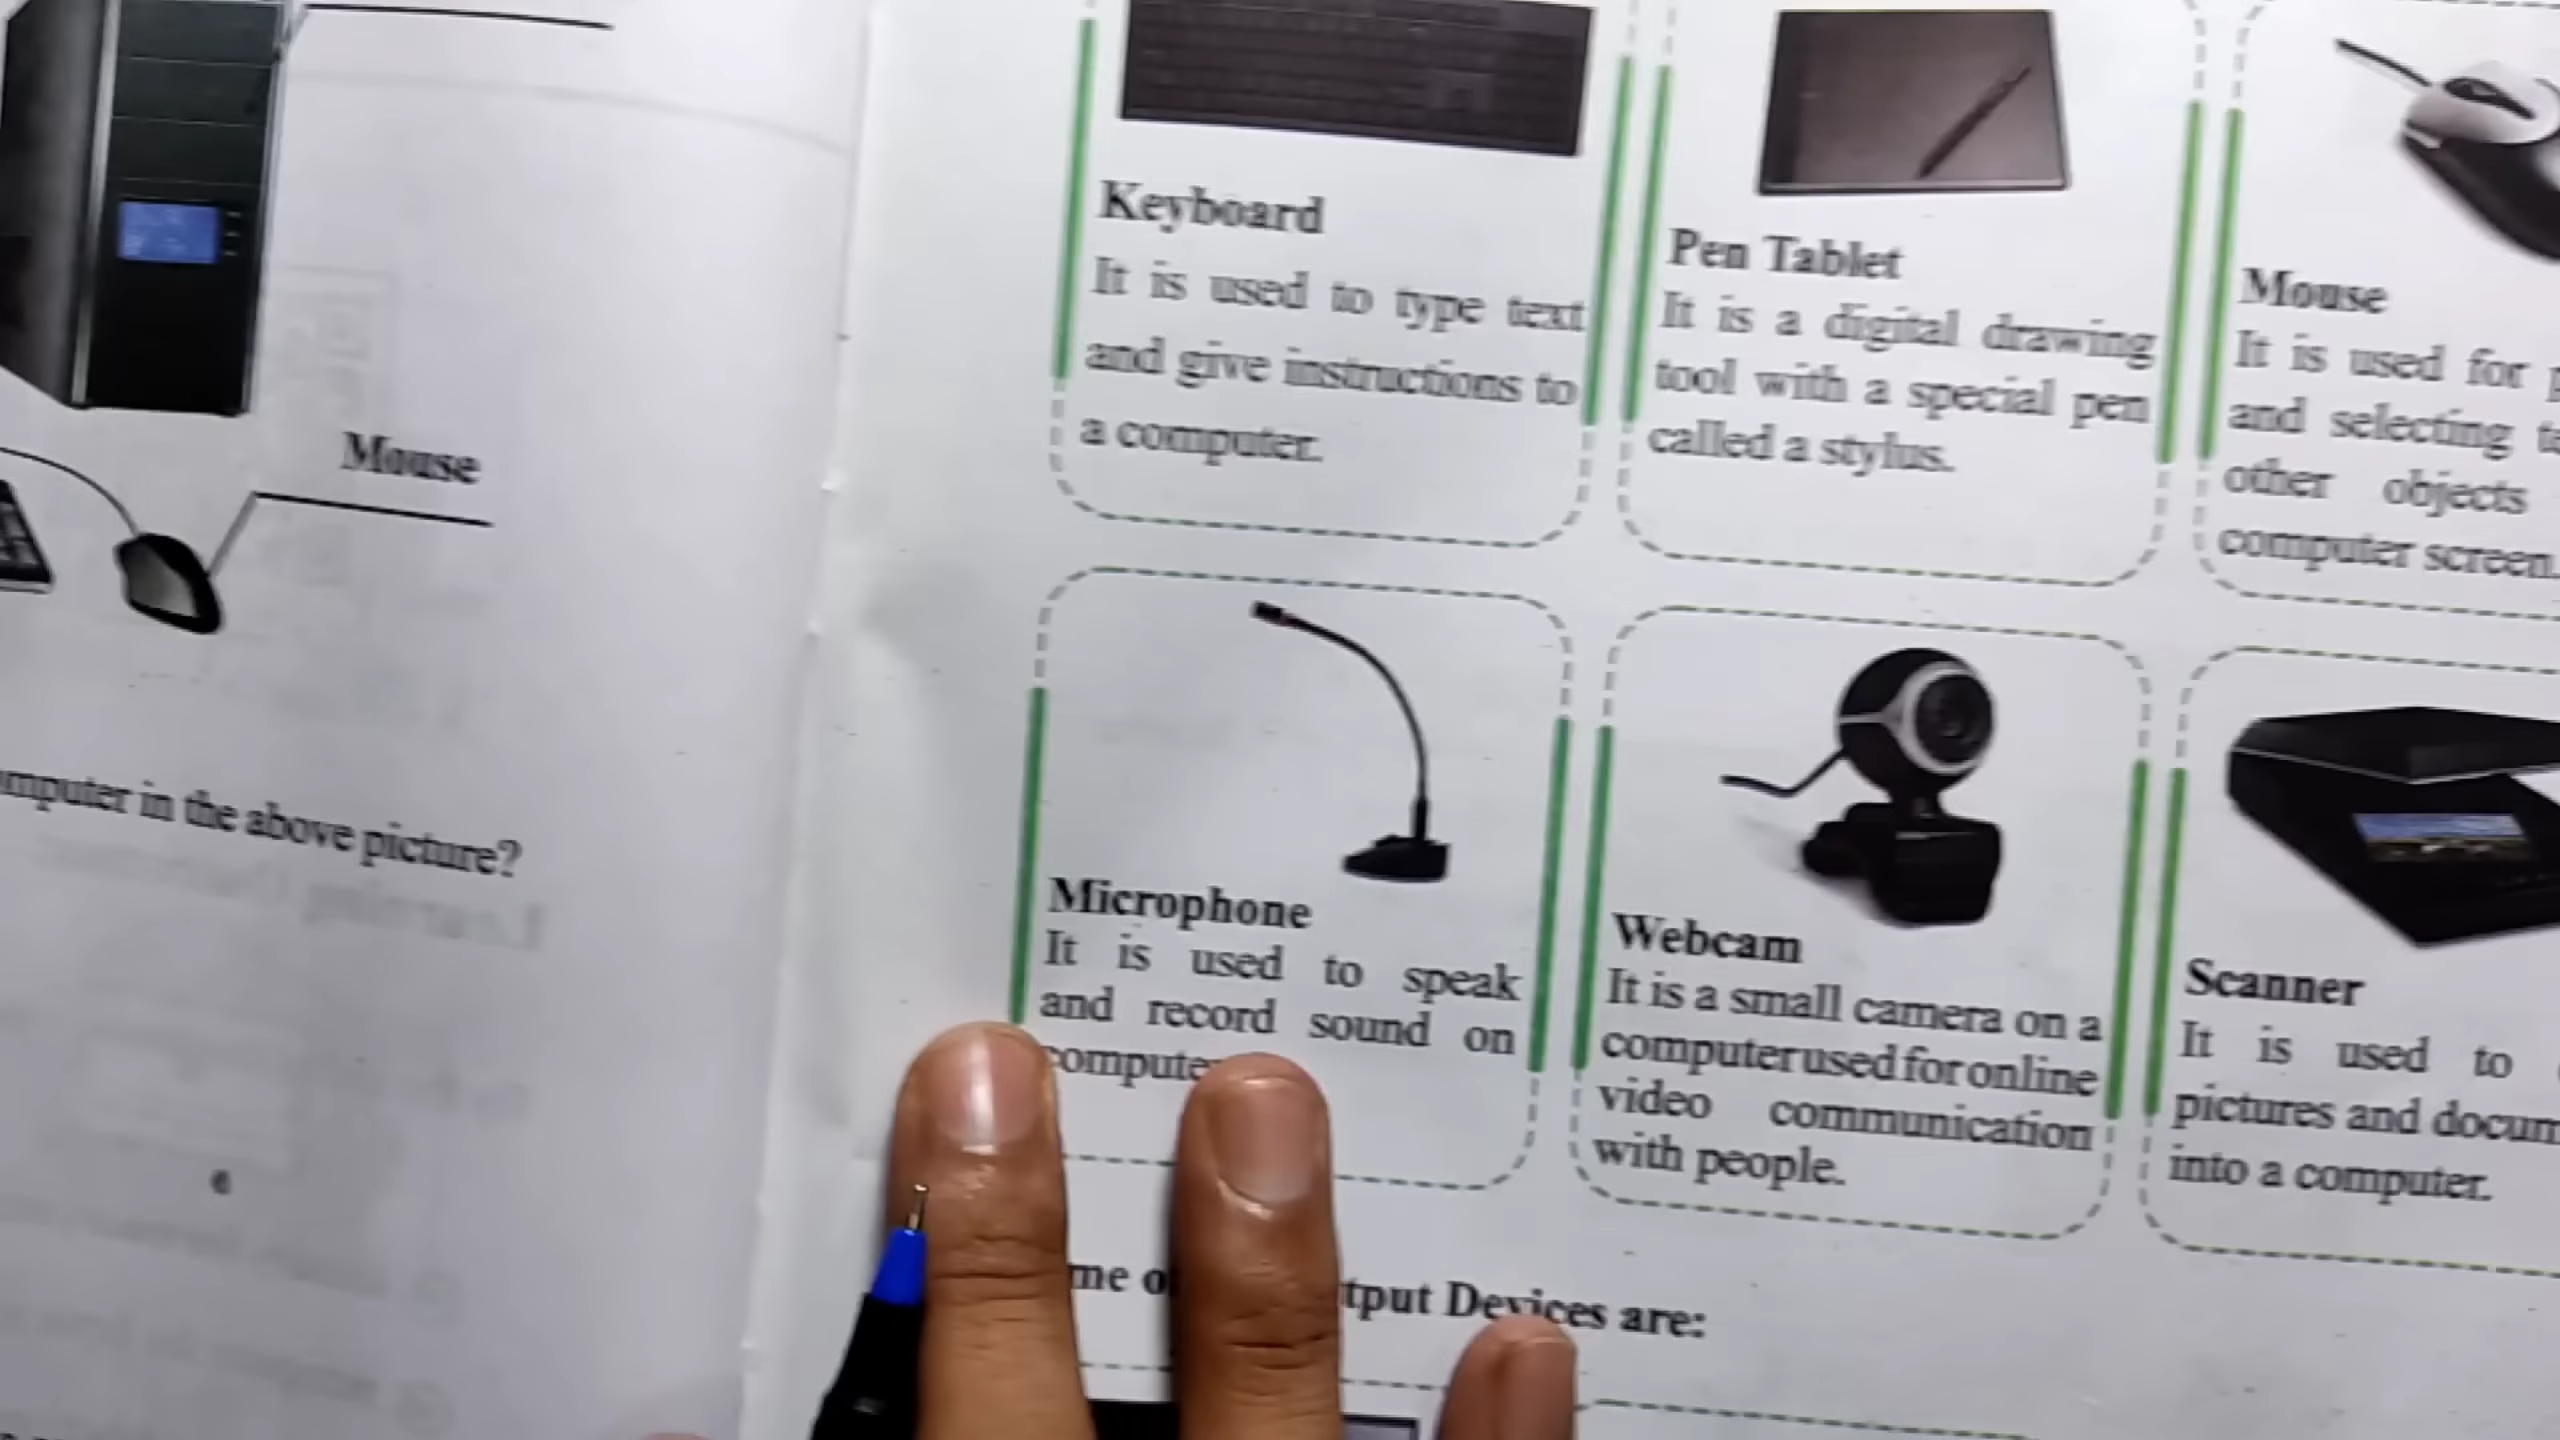 Mouse
omputer in the above picture?
Keyboard
It is used to type text
and give instructions to
a computer.
Pen Tablet
It is a digital drawing
tool with a special pen
called a stylus.
Mouse
It is used for
and selecting
other objects
computer screen.
Microphone
It is used to speak
and record sound on
compute
Webcam
It is a small camera on a
computer used for online
video communication
with people.
Scanner
It is used to
pictures and docum
into a computer.
me o tput Devices are: